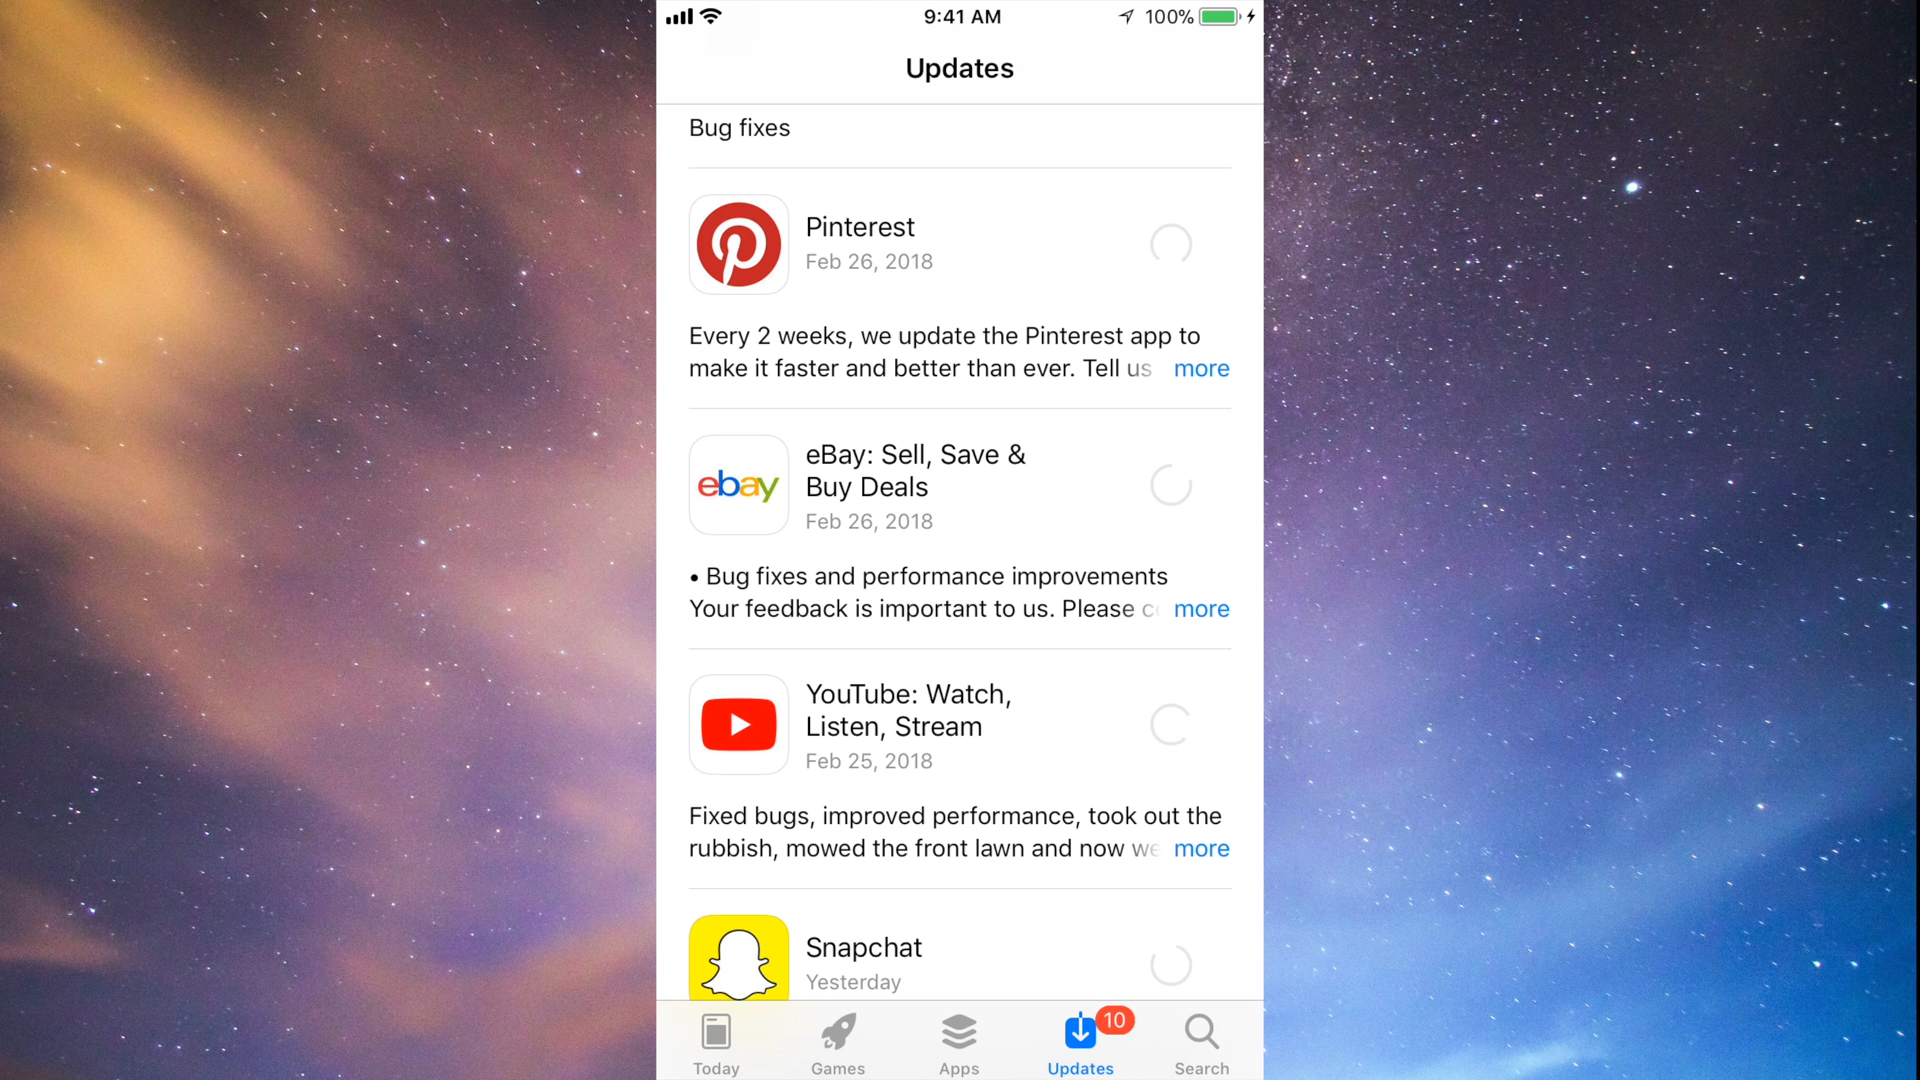 9:41 AM
100%
Updates
Bug fixes
Pinterest
Feb 26, 2018
Every 2 weeks, we update the Pinterest app to
make it faster and better than ever. Tell us more
ebay
eBay: Sell, Save &
Buy Deals
Feb 26, 2018
• Bug fixes and performance improvements
Your feedback is important to us. Please more
YouTube: Watch,
Listen, Stream
Feb 25, 2018
Fixed bugs, improved performance, took out the
rubbish, mowed the front lawn and now we more
Snapchat
Yesterday
10
Today
Games
Apps
Updates
Search